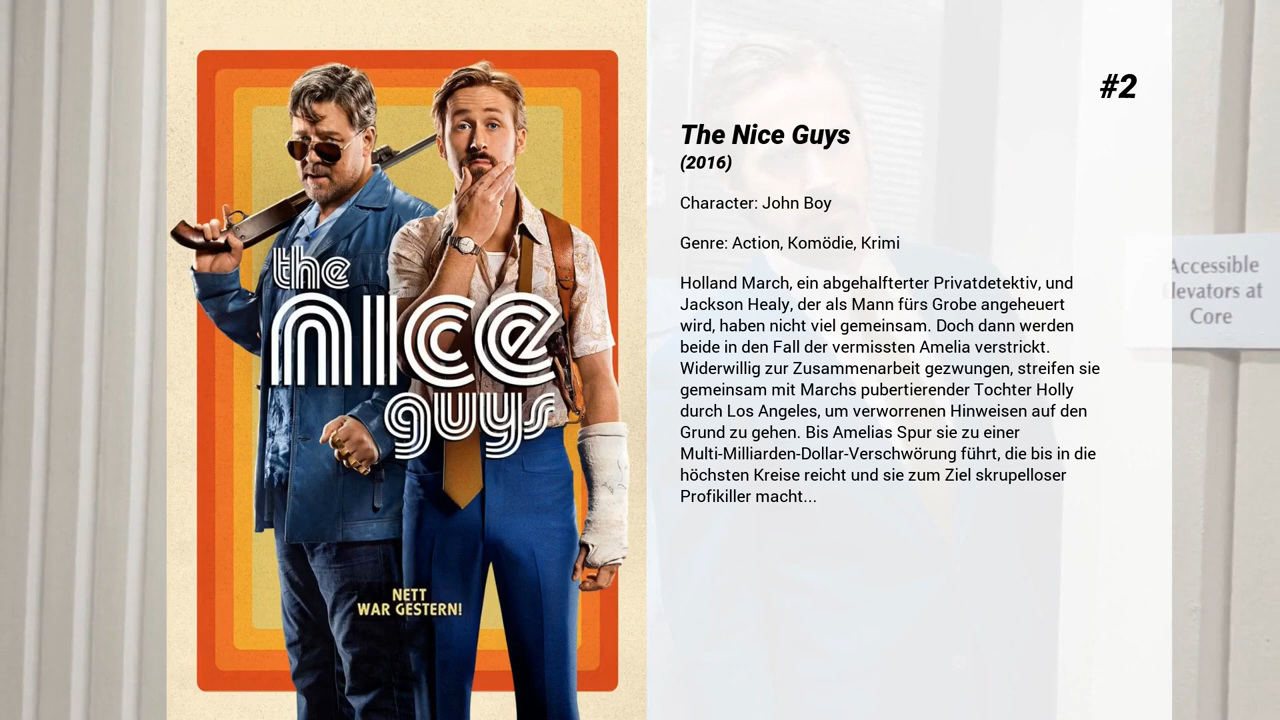 the
nice
guys
NETT
WAR GESTERN!
#2
The Nice Guys
(2016)
Character: John Boy
Genre: Action, Komödie, Krimi
Holland March, ein abgehalfterter Privatdetektiv, und
Jackson Healy, der als Mann fürs Grobe angeheuert
wird, haben nicht viel gemeinsam. Doch dann werden
beide in den Fall der vermissten Amelia verstrickt.
Widerwillig zur Zusammenarbeit gezwungen, streifen sie
gemeinsam mit Marchs pubertierender Tochter Holly
durch Los Angeles, um verworrenen Hinweisen auf den
Grund zu gehen. Bis Amelias Spur sie zu einer
Multi-Milliarden-Dollar-Verschwörung führt, die bis in die
höchsten Kreise reicht und sie zum Ziel skrupelloser
Profikiller macht...
Accessible
Elevators at
Core